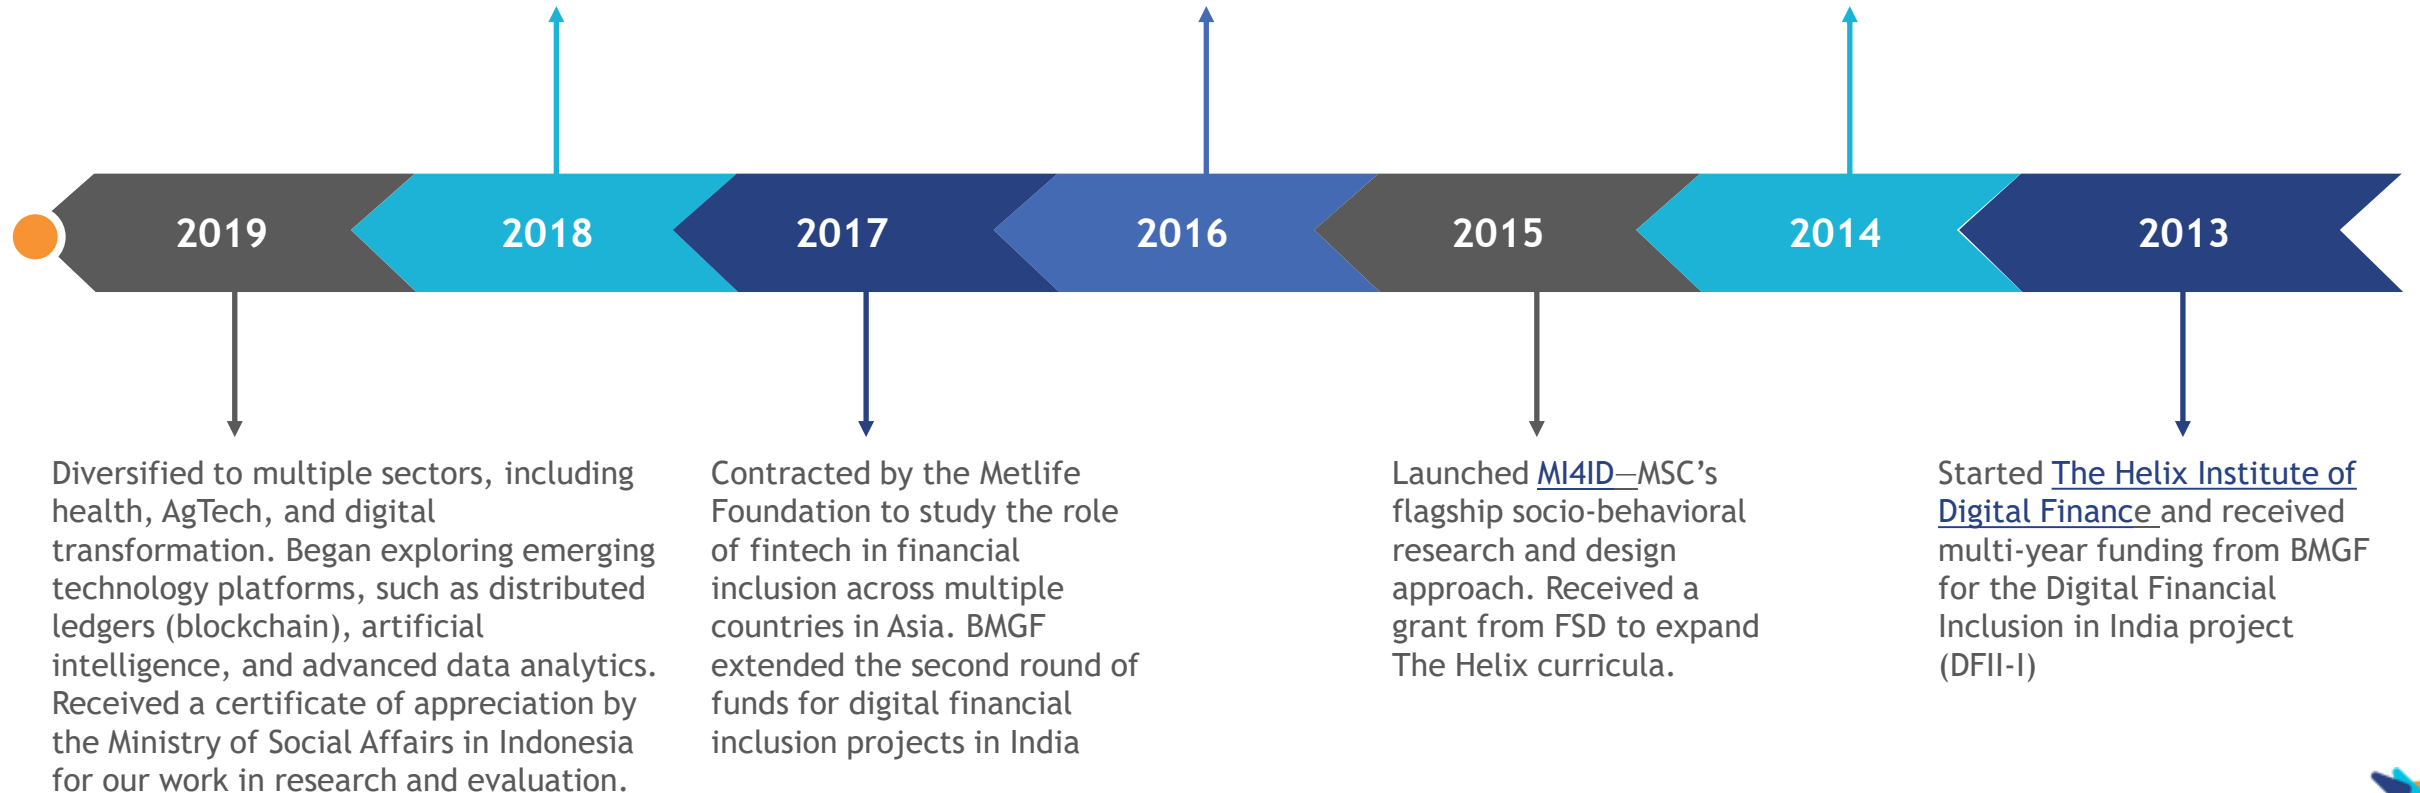 2019
2018
2017
2016
2015
2014
2013
Diversified to multiple sectors, including
health, AgTech, and digital
transformation. Began exploring emerging
technology platforms, such as distributed
ledgers (blockchain), artificial
intelligence, and advanced data analytics.
Received a certificate of appreciation by
the Ministry of Social Affairs in Indonesia
for our work in research and evaluation.
Contracted by the Metlife
Foundation to study the role
of fintech in financial
inclusion across multiple
countries in Asia. BMGF
extended the second round of
funds for digital financial
inclusion projects in India
Launched MI4ID—MSC’s
flagship socio-behavioral
research and design
approach. Received a
grant from FSD to expand
The Helix curricula.
Started The Helix Institute of
Digital Finance and received
multi-year funding from BMGF
for the Digital Financial
Inclusion in India project
(DFII-I)